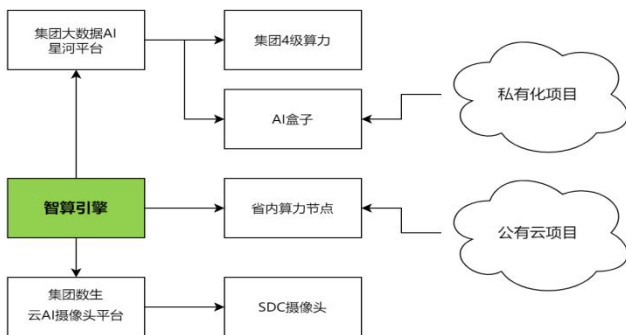 集团大数据AI
星河平台
集团4级算力
AI盒子
私有化项目
智算引擎
省内算力节点
公有云项目
集团数生
云AI摄像头平台
SDC摄像头